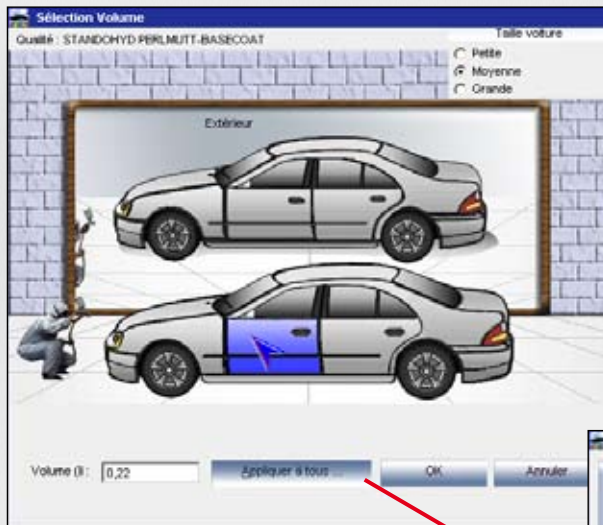 Sélection Volume
Qualité : STANDOHYD PERLMUTT-BASECOAT
Taille voiture
Petite
Moyenne
Grande
Extérieur
Volume (l) :
0,22
Appliquer à tous ...
OK
Annuler